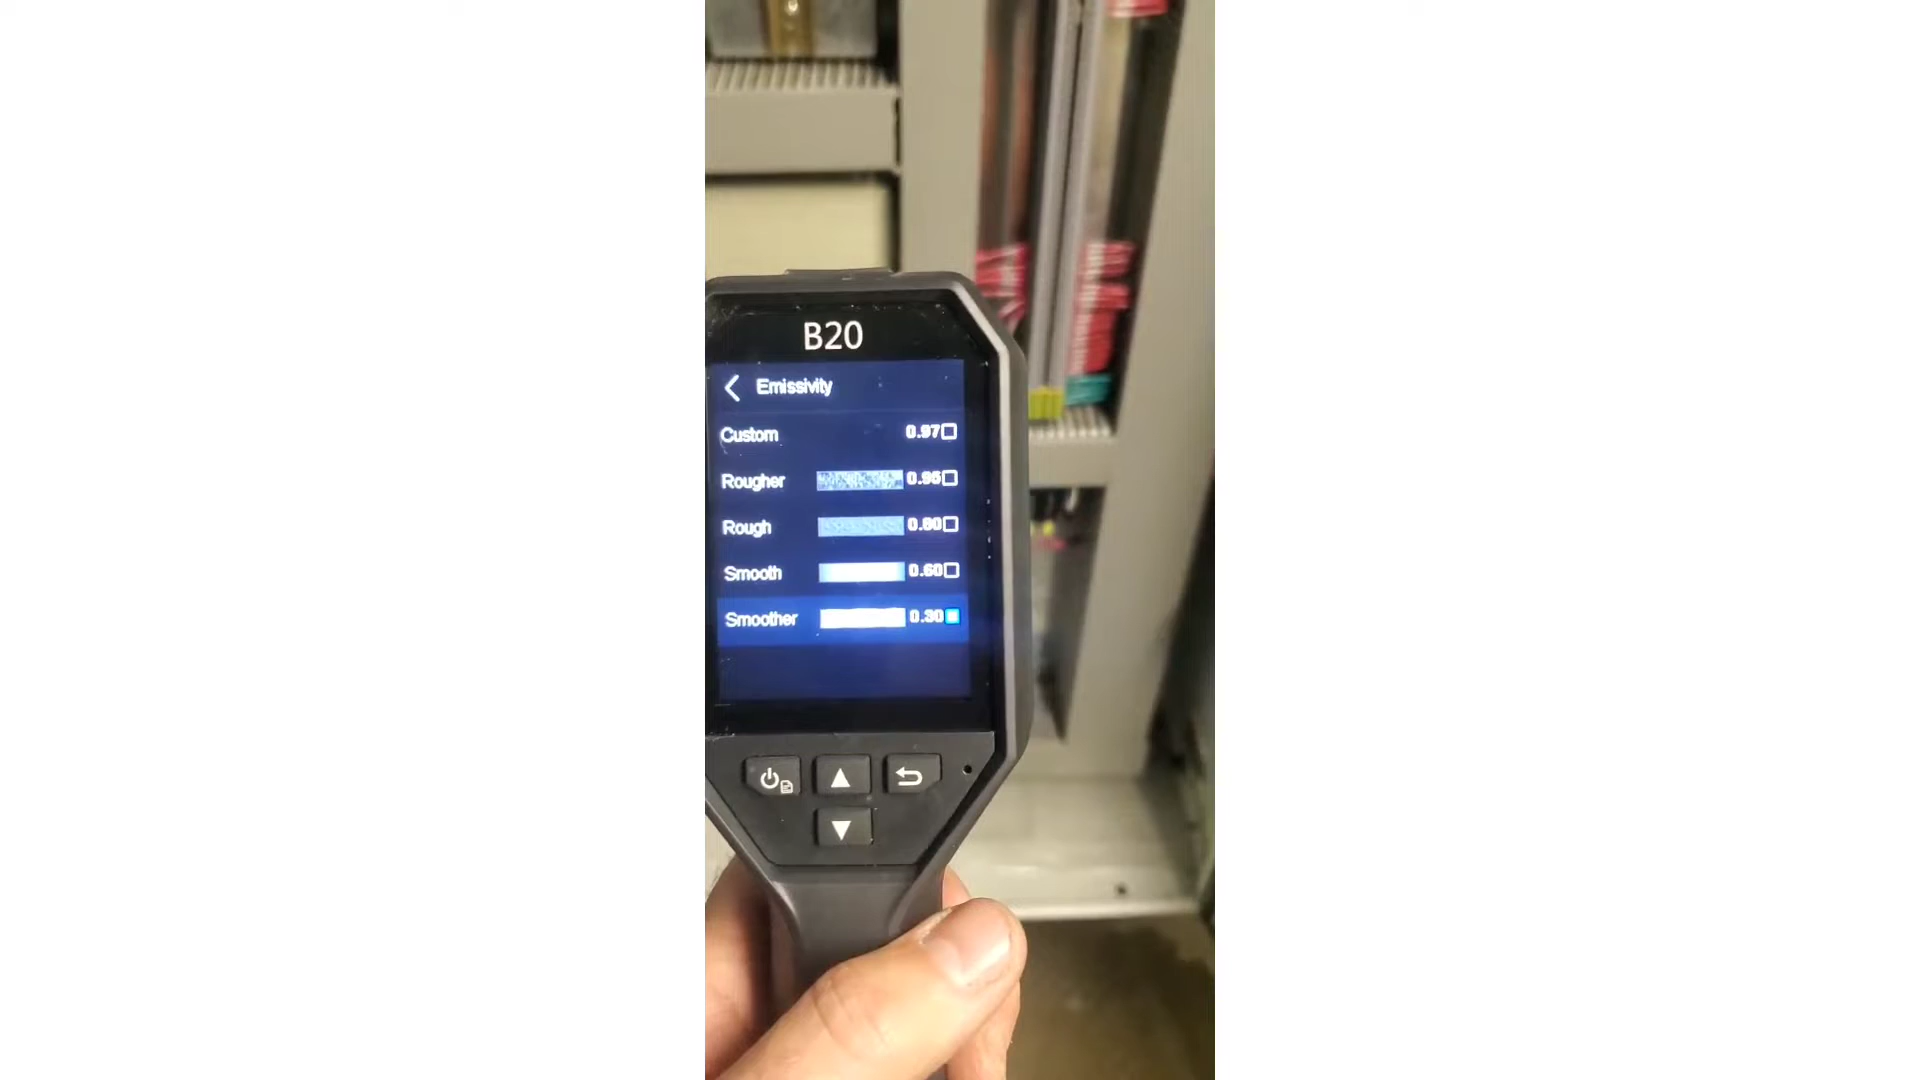 B20
Emissivity
Custom 0.97
Rougher 0.95
Rough 0.80
Smooth 0.60
Smoother 0.30